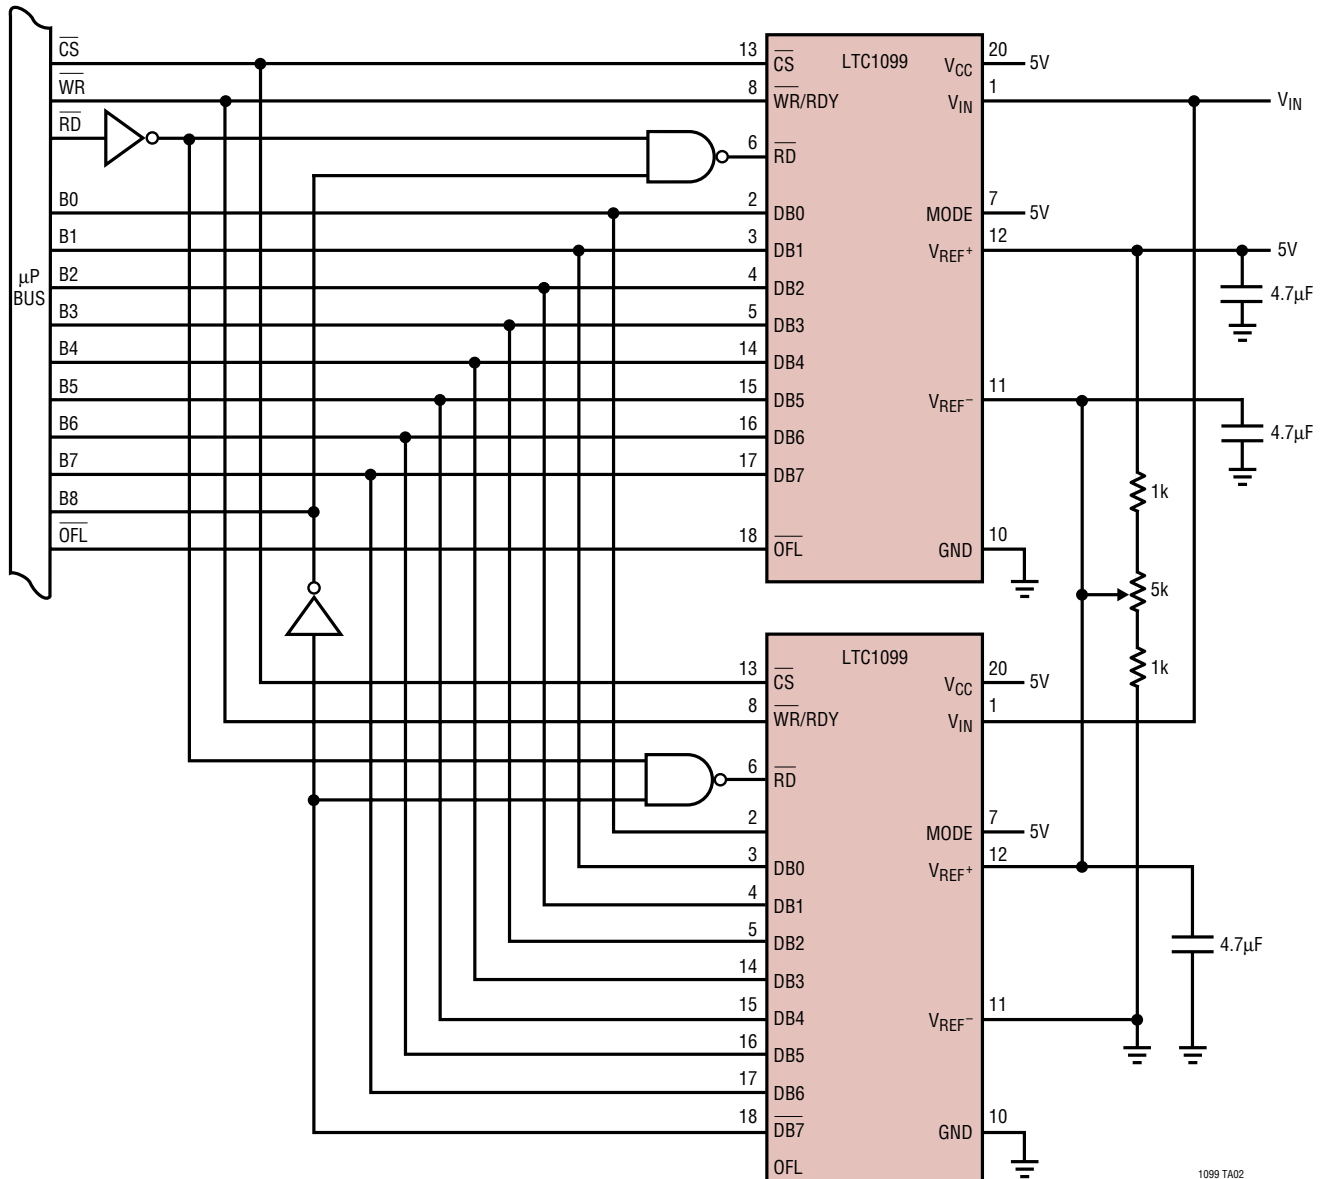 μP
BUS
CS
WR
RD
B0
B1
B2
B3
B4
B5
B6
B7
B8
OFL
LTC1099
13 CS
8 WR/RDY
6 RD
2 DB0
3 DB1
4 DB2
5 DB3
14 DB4
15 DB5
16 DB6
17 DB7
18 OFL
VCC 20 5V
VIN 1 VIN
MODE 7 5V
VREF+ 12 5V
4.7μF
VREF– 11
4.7μF
GND 10
1k
5k
1k
LTC1099
13 CS
8 WR/RDY
6 RD
2
3 DB0
4 DB1
5 DB2
14 DB3
15 DB4
16 DB5
17 DB6
18 DB7
OFL
VCC 20 5V
VIN 1
MODE 7 5V
VREF+ 12
4.7μF
VREF– 11
GND 10
1099 TA02